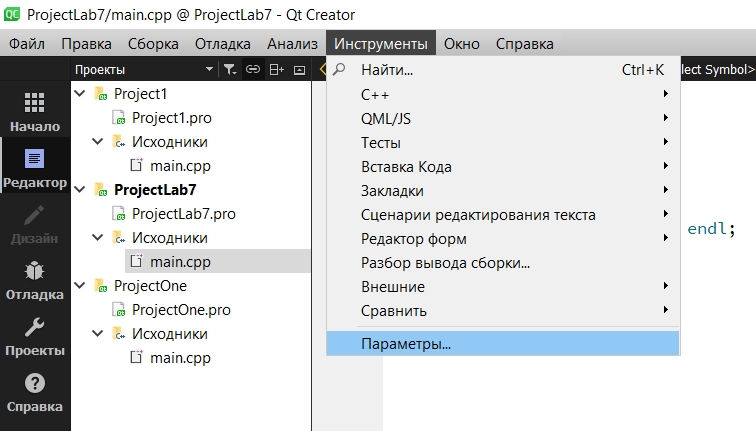 QC ProjectLab7/main.cpp @ ProjectLab7 - Qt Creator
Файл Правка Сборка Отладка Анализ Инструменты Окно Справка
Проекты
lect Symbol>
Начало
Редактор
Дизайн
Отладка
Проекты
Справка
Project1
Project1.pro
Исходники
main.cpp
ProjectLab7
ProjectLab7.pro
Исходники
main.cpp
ProjectOne
ProjectOne.pro
Исходники
main.cpp
Найти... Ctrl+K
C++
QML/JS
Тесты
Вставка Кода
Закладки
Сценарии редактирования текста
Редактор форм
Разбор вывода сборки...
Внешние
Сравнить
Параметры...
endl;